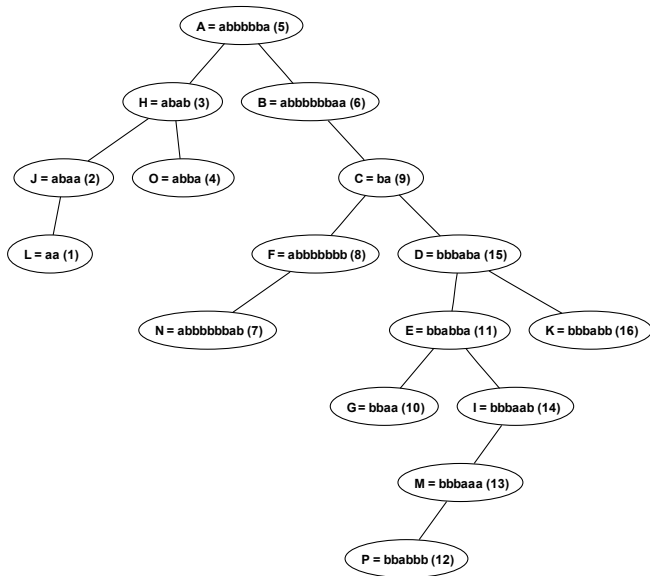 A = abbbbba (5)
H = abab (3)
B = abbbbbbaa (6)
J = abaa (2)
O = abba (4)
C = ba (9)
L = aa (1)
F = abbbbbbb (8)
D = bbbaba (15)
N = abbbbbbab (7)
E = bbabba (11)
K = bbbabb (16)
G = bbaa (10)
I = bbbaab (14)
M = bbbaaa (13)
P = bbabbb (12)